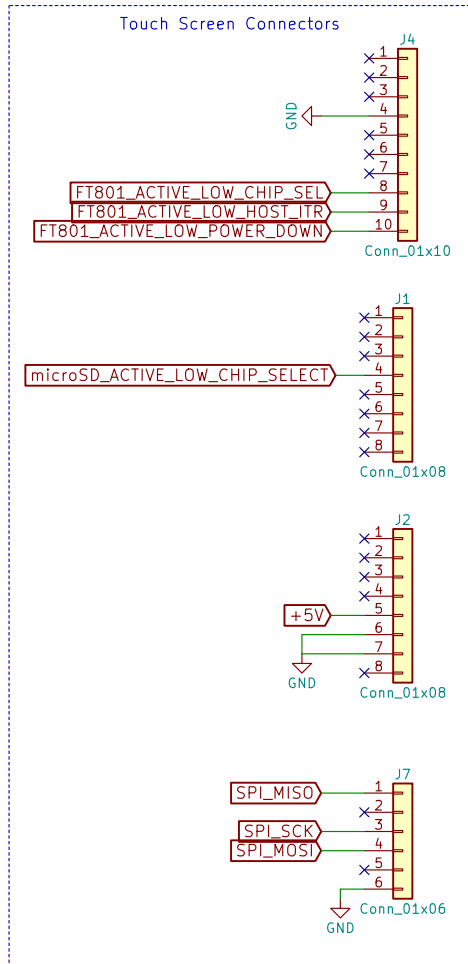 Touch Screen Connectors
J4
1
2
3
GND 4
5
6
7
FT801_ACTIVE_LOW_CHIP_SEL 8
FT801_ACTIVE_LOW_HOST_ITR 9
FT801_ACTIVE_LOW_POWER_DOWN 10
Conn_01x10
J1
1
2
3
microSD_ACTIVE_LOW_CHIP_SELECT 4
5
6
7
8
Conn_01x08
J2
1
2
3
4
+5V 5
6
7
GND 8
Conn_01x08
J7
SPI_MISO 1
2
SPI_SCK 3
SPI_MOSI 4
5
6
Conn_01x06
GND